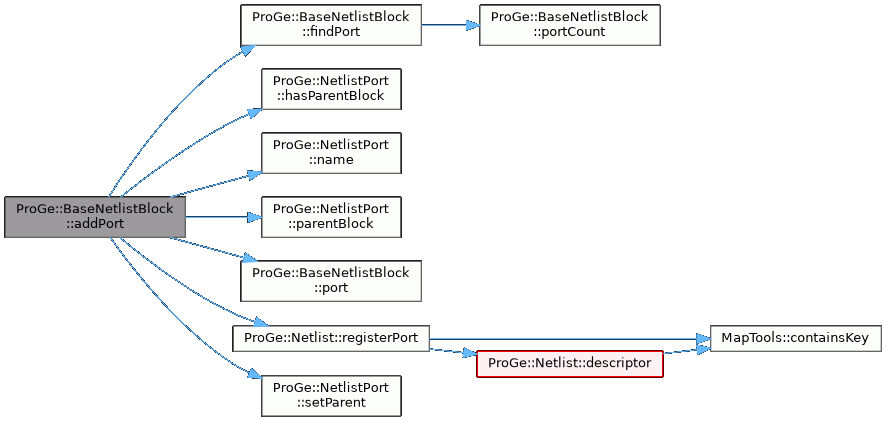 ProGe::BaseNetlistBlock
::findPort
ProGe::BaseNetlistBlock
::portCount
ProGe::NetlistPort
::hasParentBlock
ProGe::NetlistPort
::name
ProGe::BaseNetlistBlock
::addPort
ProGe::NetlistPort
::parentBlock
ProGe::BaseNetlistBlock
::port
ProGe::Netlist::registerPort
MapTools::containsKey
ProGe::Netlist::descriptor
ProGe::NetlistPort
::setParent